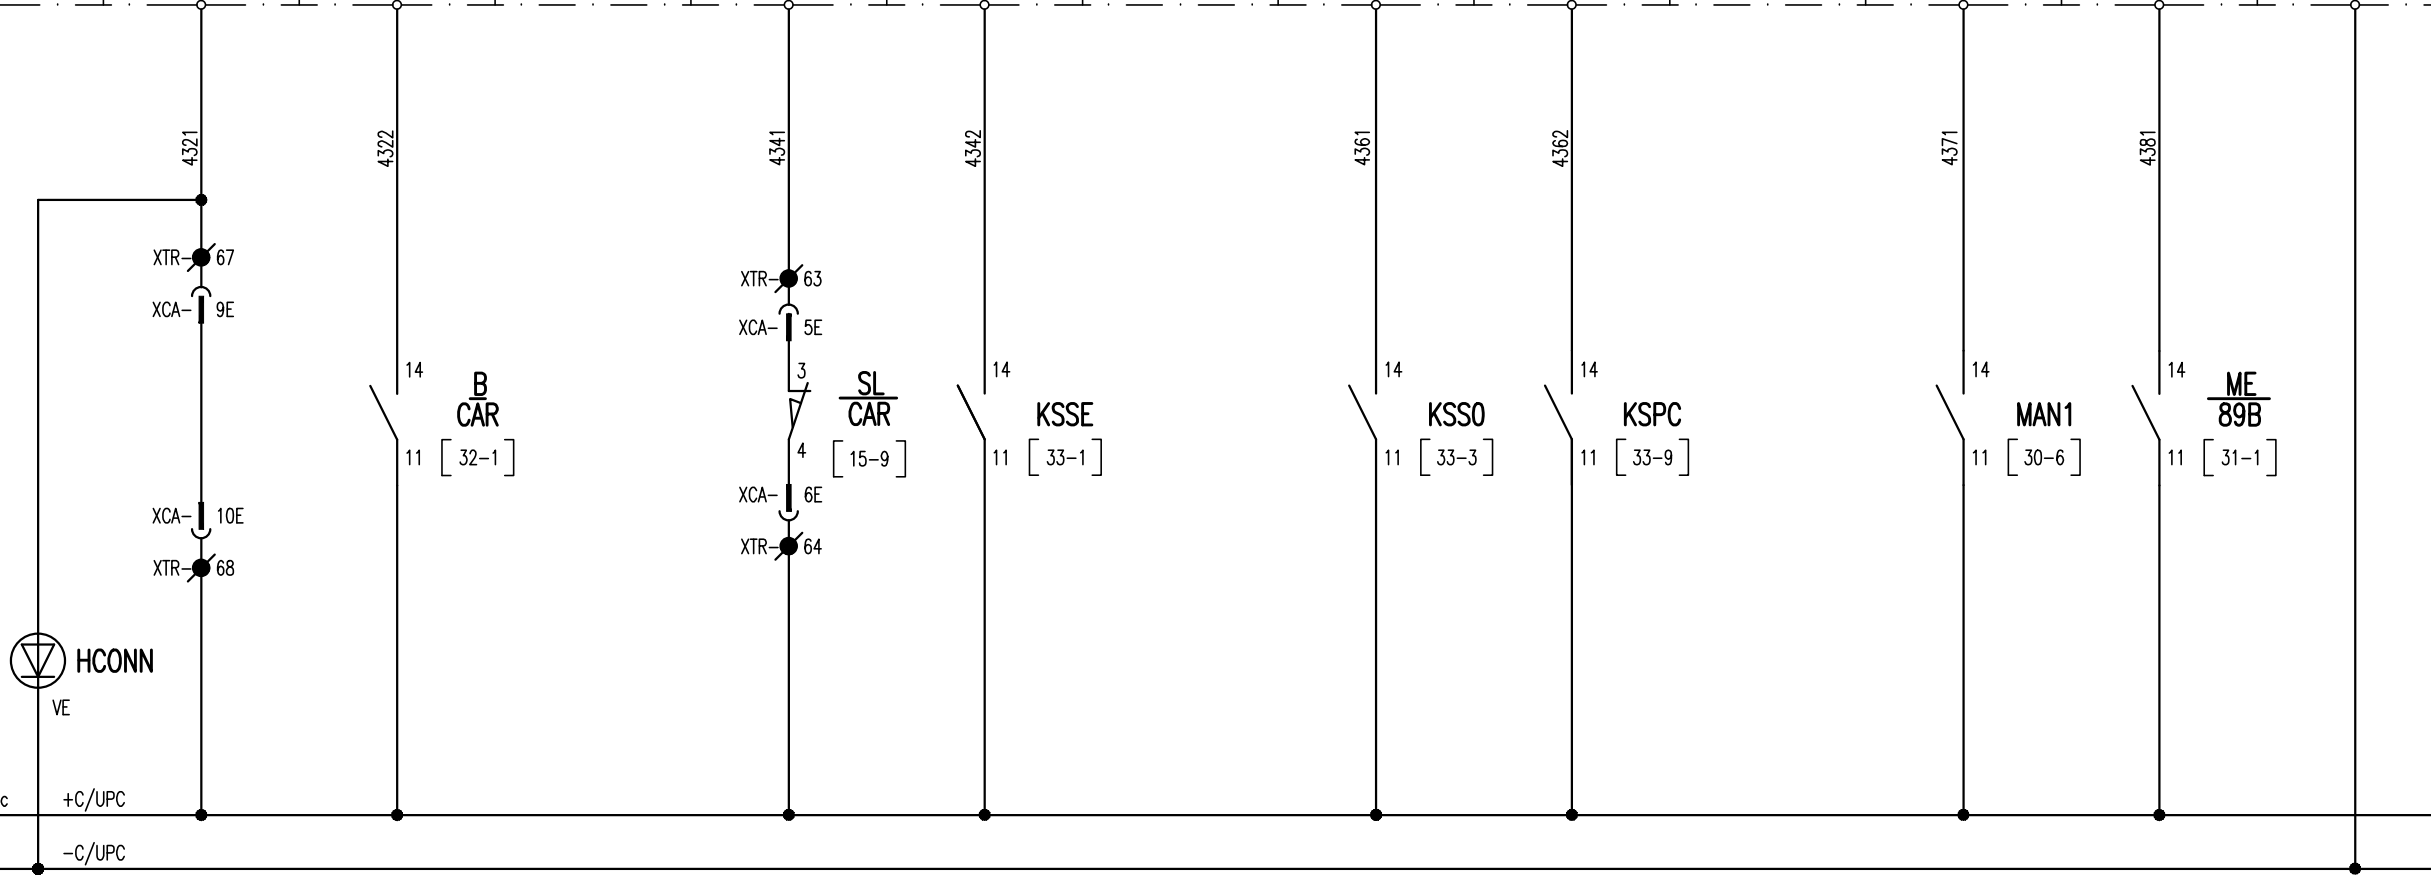 4321
4322
4341
4342
4361
4362
4371
4381
XTR- 67
XCA- 9E
XTR- 63
XCA- 5E
14
B
CAR
11 [32-1]
3
SL
CAR
4 [15-9]
14
KSSE
11 [33-1]
14
KSSO
11 [33-3]
14
KSPC
11 [33-9]
14
MAN1
11 [30-6]
14
ME
89B
11 [31-1]
XCA- 10E
XTR- 68
XCA- 6E
XTR- 64
HCONN
VE
c +C/UPC
-C/UPC